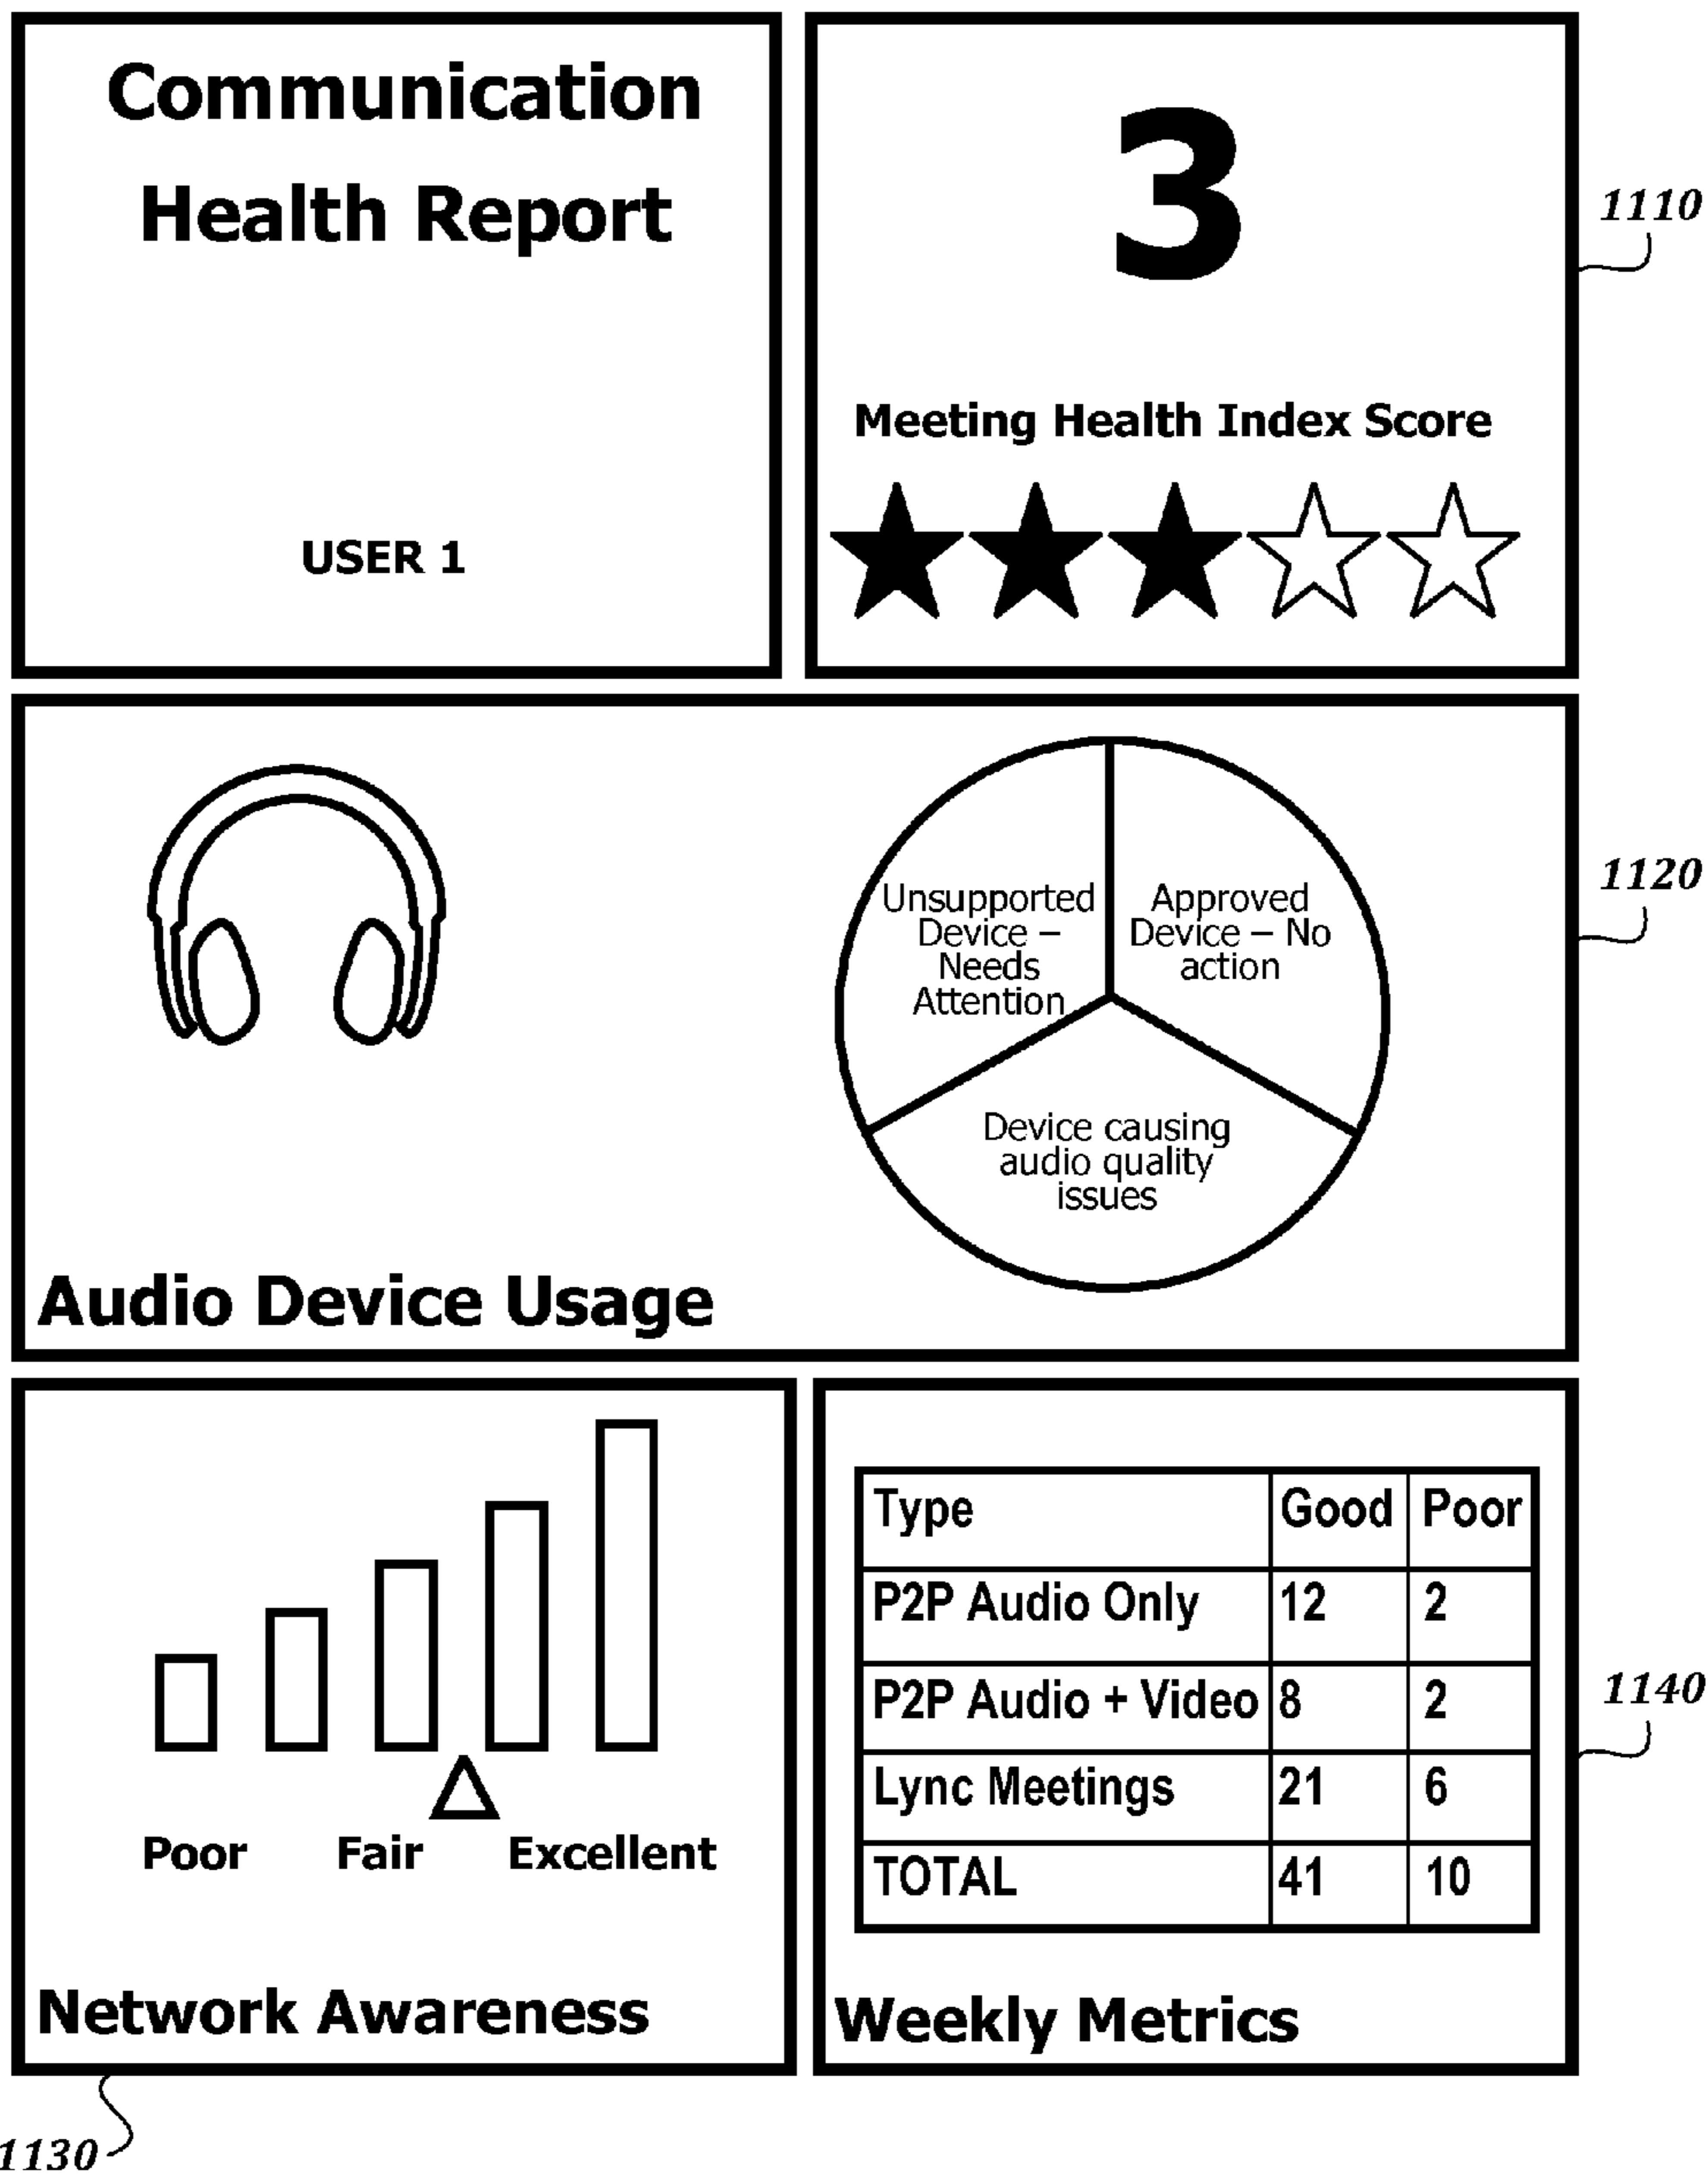 Communication
Health Report
USER 1
3
Meeting Health Index Score
1110
Unsupported
Device –
Needs
Attention
Approved
Device – No
action
Device causing
audio quality
issues
Audio Device Usage
1120
Poor Fair Excellent
Network Awareness
1130
Type Good Poor
P2P Audio Only 12 2
P2P Audio + Video 8 2
Lync Meetings 21 6
TOTAL 41 10
Weekly Metrics
1140